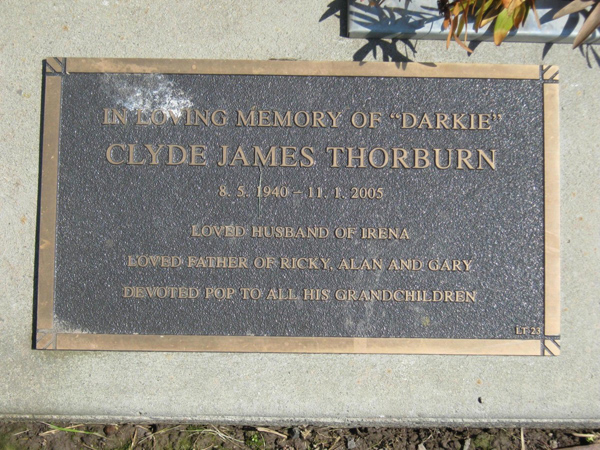 IN LOVING MEMORY OF "DARKIE"
CLYDE JAMES THORBURN
8. 5. 1940 – 11. 1. 2005
LOVED HUSBAND OF IRENA
LOVED FATHER OF RICKY, ALAN AND GARY
DEVOTED POP TO ALL HIS GRANDCHILDREN
LT 23